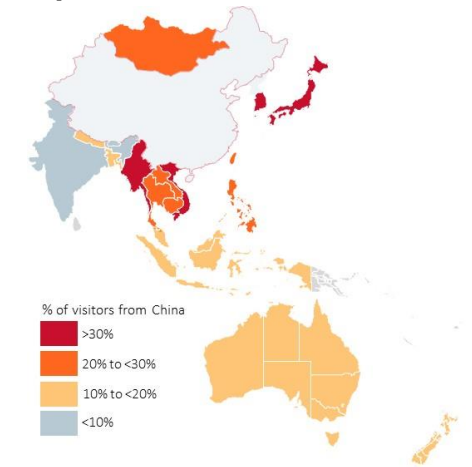 % of visitors from China
>30%
20% to <30%
10% to <20%
<10%